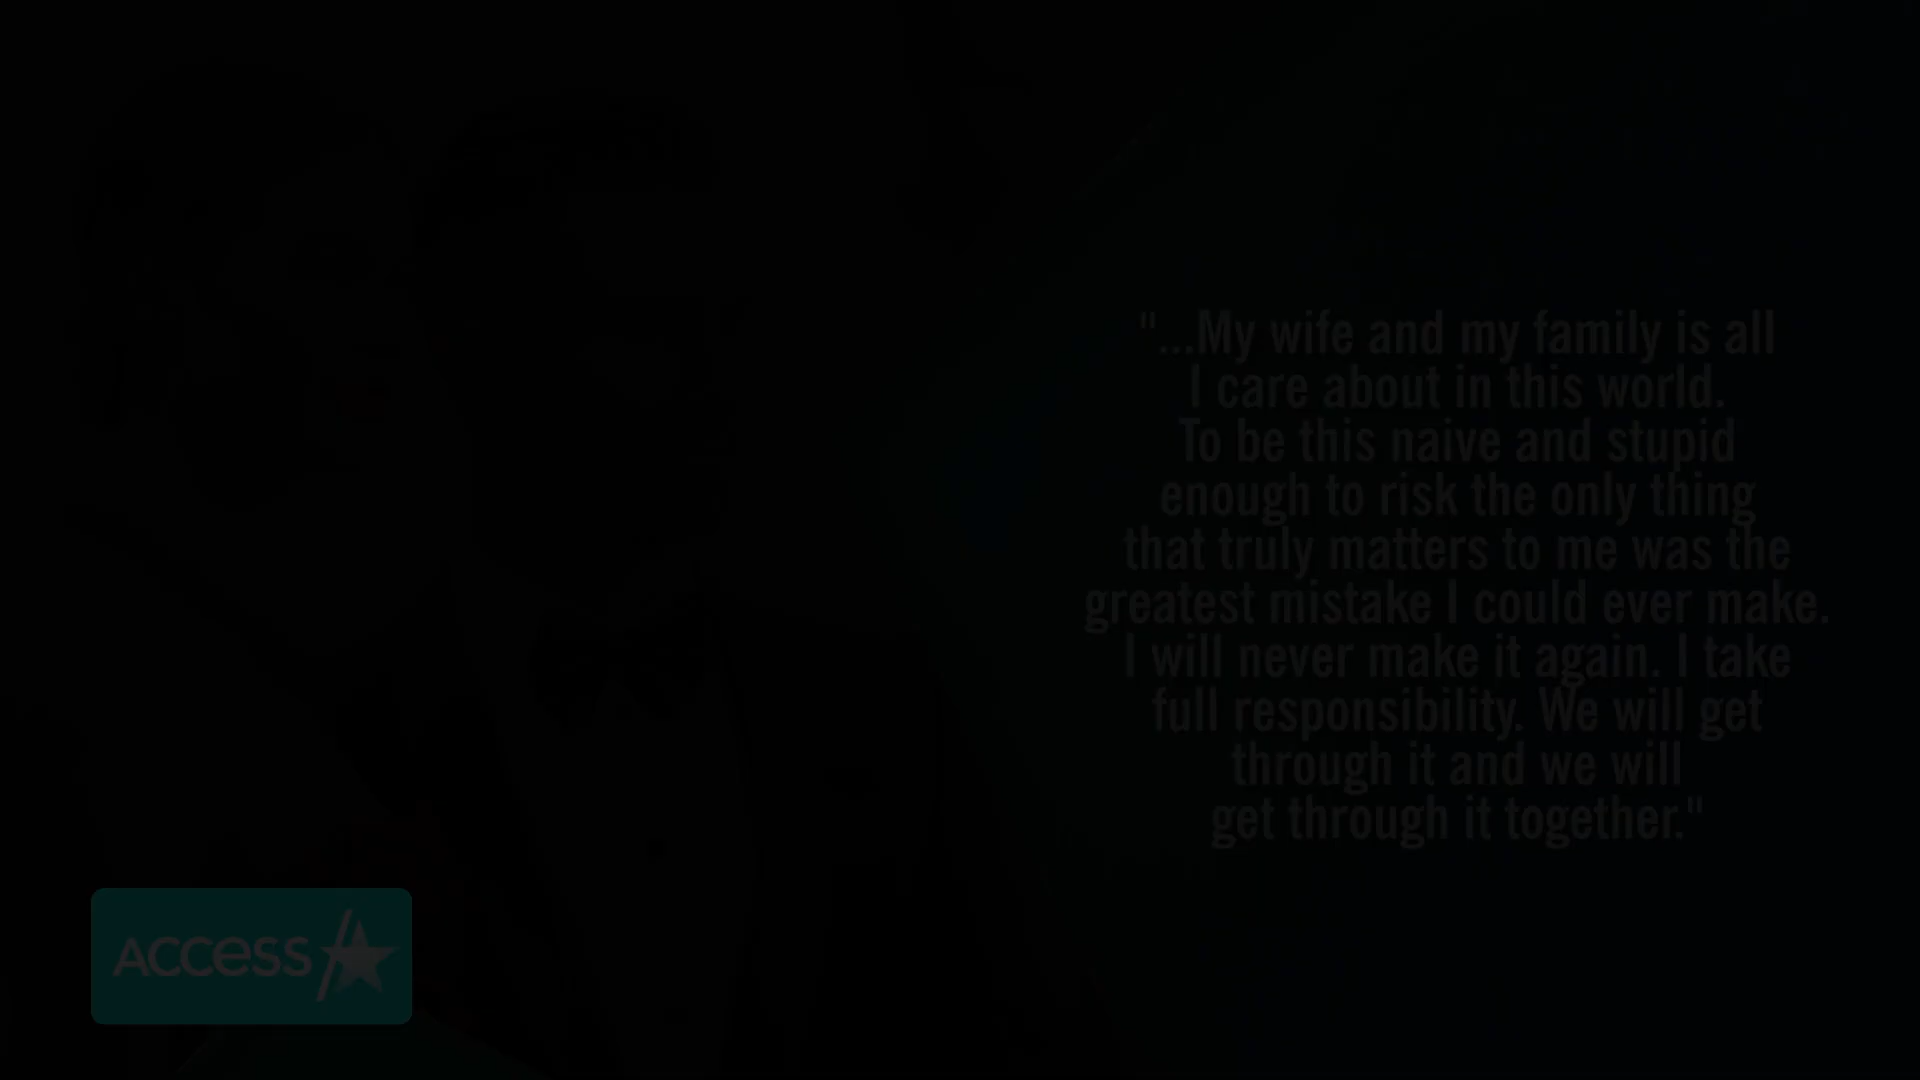 "...My wife and my family is all
I care about in this world.
To be this naive and stupid
enough to risk the only thing
that truly matters to me was the
greatest mistake I could ever make.
I will never make it again. I take
full responsibility. We will get
through it and we will
get through it together."
access